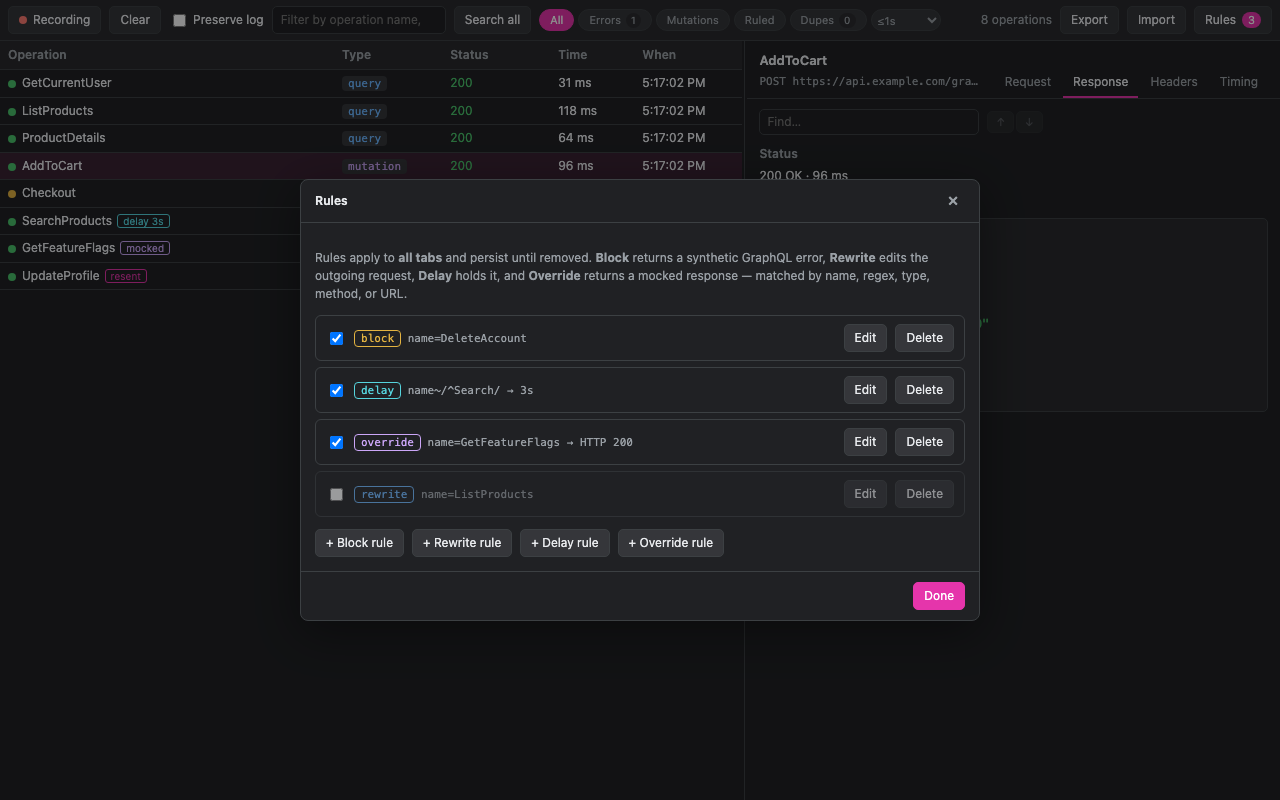 Recording Clear Preserve log Filter by operation name, Search all All Errors 1 Mutations Ruled Dupes 0 ≤1s 8 operations Export Import Rules 3
Operation Type Status Time When
GetCurrentUser query 200 31 ms 5:17:02 PM
ListProducts query 200 118 ms 5:17:02 PM
ProductDetails query 200 64 ms 5:17:02 PM
AddToCart mutation 200 96 ms 5:17:02 PM
Checkout
SearchProducts delay 3s
GetFeatureFlags mocked
UpdateProfile resent
AddToCart
POST https://api.example.com/gra… Request Response Headers Timing
Find… ↑ ↓
Status
200 OK · 96 ms
Rules ×
Rules apply to all tabs and persist until removed. Block returns a synthetic GraphQL error, Rewrite edits the
outgoing request, Delay holds it, and Override returns a mocked response — matched by name, regex, type,
method, or URL.
block name=DeleteAccount Edit Delete
delay name~/^Search/ → 3s Edit Delete
override name=GetFeatureFlags → HTTP 200 Edit Delete
rewrite name=ListProducts Edit Delete
+ Block rule + Rewrite rule + Delay rule + Override rule
Done